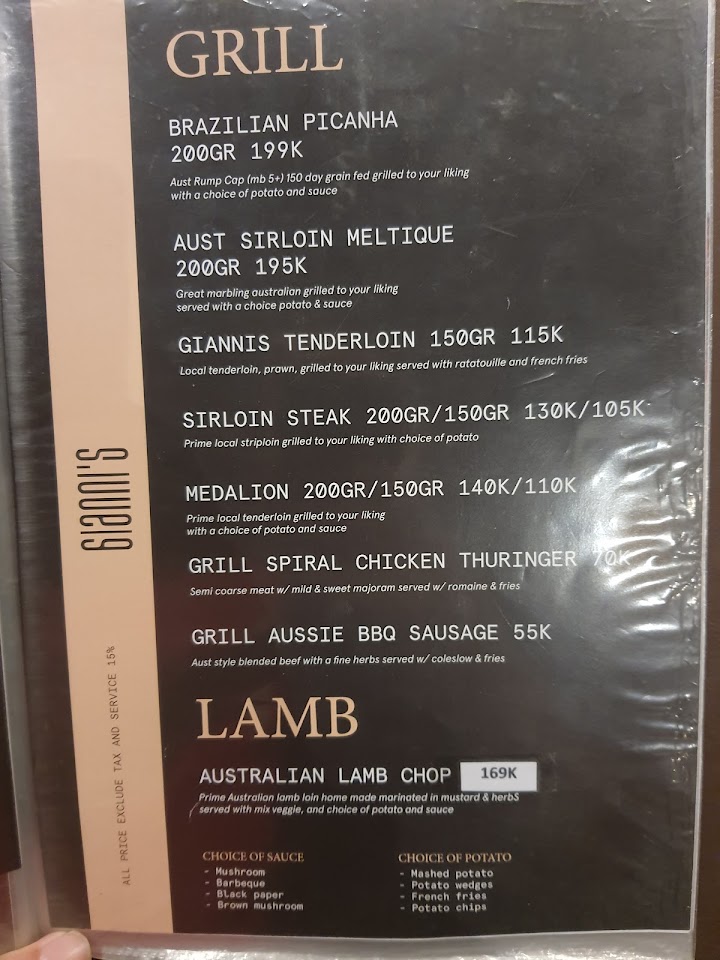 GRILL
BRAZILIAN PICANHA
200GR 199K
Aust Rump Cap (mb 5+) 150 day grain fed grilled to your liking
with a choice of potato and sauce
AUST SIRLOIN MELTIQUE
200GR 195K
Great marbling australian grilled to your liking
served with a choice potato & sauce
GIANNIS TENDERLOIN 150GR 115K
Local tenderloin, prawn, grilled to your liking served with ratatouille and french fries
SIRLOIN STEAK 200GR/150GR 130K/105K
Prime local striploin grilled to your liking with choice of potato
MEDALION 200GR/150GR 140K/110K
Prime local tenderloin grilled to your liking
with a choice of potato and sauce
GRILL SPIRAL CHICKEN THURINGER 70K
Semi coarse meat w/ mild & sweet majoram served w/ romaine & fries
GRILL AUSSIE BBQ SAUSAGE 55K
Aust style blended beef with a fine herbs served w/ coleslow & fries
LAMB
AUSTRALIAN LAMB CHOP 169K
Prime Australian lamb loin home made marinated in mustard & herbS
served with mix veggie, and choice of potato and sauce
CHOICE OF SAUCE
- Mushroom
- Barbeque
- Black paper
- Brown mushroom
CHOICE OF POTATO
- Mashed potato
- Potato wedges
- French fries
- Potato chips
GIANNI'S
ALL PRICE EXCLUDE TAX AND SERVICE 15%